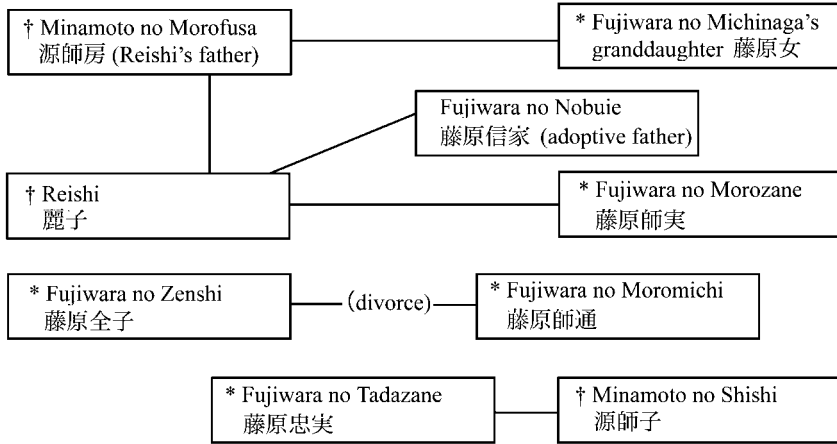 † Minamoto no Morofusa
源師房 (Reishi’s father)
* Fujiwara no Michinaga’s
granddaughter 藤原女
Fujiwara no Nobuie
藤原信家 (adoptive father)
† Reishi
麗子
* Fujiwara no Morozane
藤原師実
* Fujiwara no Zenshi
藤原全子
(divorce)
* Fujiwara no Moromichi
藤原師通
* Fujiwara no Tadazane
藤原忠実
† Minamoto no Shishi
源師子